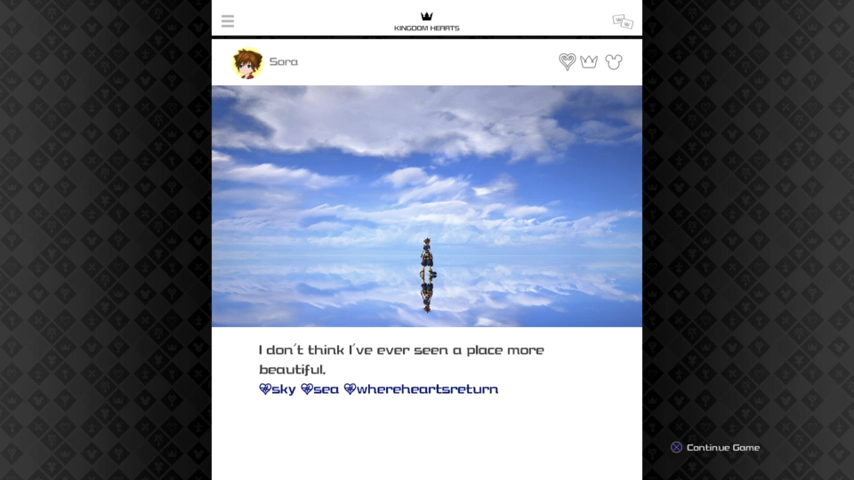 KINGDOM HEARTS
Sora
I don't think I've ever seen a place more
beautiful.
sky sea whereheartsreturn
Continue Game